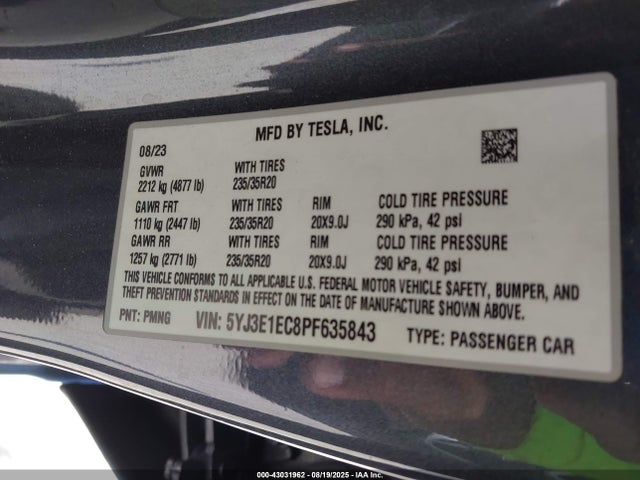 MFD BY TESLA, INC.
08/23
GVWR WITH TIRES
2212 kg (4877 lb) 235/35R20
GAWR FRT WITH TIRES RIM COLD TIRE PRESSURE
1110 kg (2447 lb) 235/35R20 20X9.0J 290 kPa, 42 psi
GAWR RR WITH TIRES RIM COLD TIRE PRESSURE
1257 kg (2771 lb) 235/35R20 20X9.0J 290 kPa, 42 psi
THIS VEHICLE CONFORMS TO ALL APPLICABLE U.S. FEDERAL MOTOR VEHICLE SAFETY, BUMPER, AND
THEFT PREVENTION STANDARDS IN EFFECT ON THE DATE OF MANUFACTURE SHOWN ABOVE.
PNT: PMNG VIN: 5YJ3E1EC8PF635843 TYPE: PASSENGER CAR
000-43031962 - 08/19/2025 - IAA Inc.